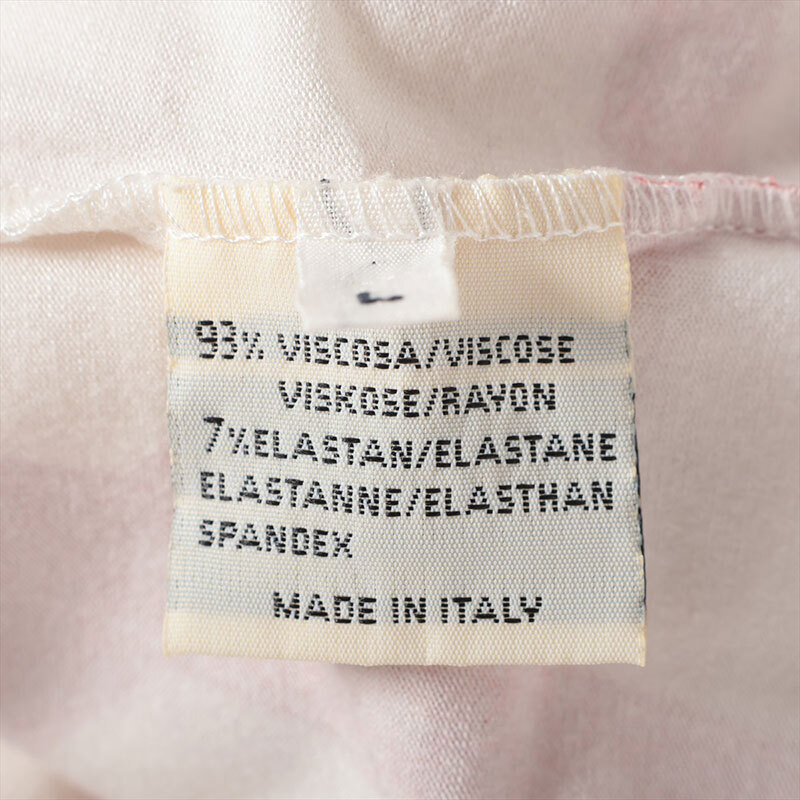 L
93% VISCOSA/VISCOSE
VISKOSE/RAYON
7%ELASTAN/ELASTANE
ELASTANNE/ELASTHAN
SPANDEX
MADE IN ITALY